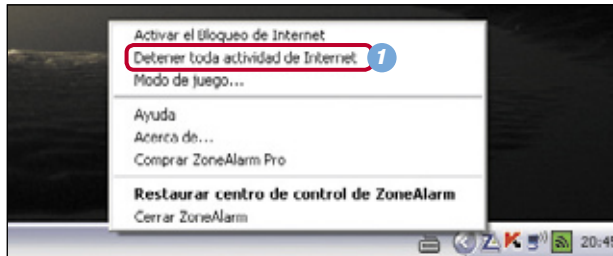 Activar el Bloqueo de Internet
Detener toda actividad de Internet 1
Modo de juego...
Ayuda
Acerca de...
Comprar ZoneAlarm Pro
Restaurar centro de control de ZoneAlarm
Cerrar ZoneAlarm
20:45